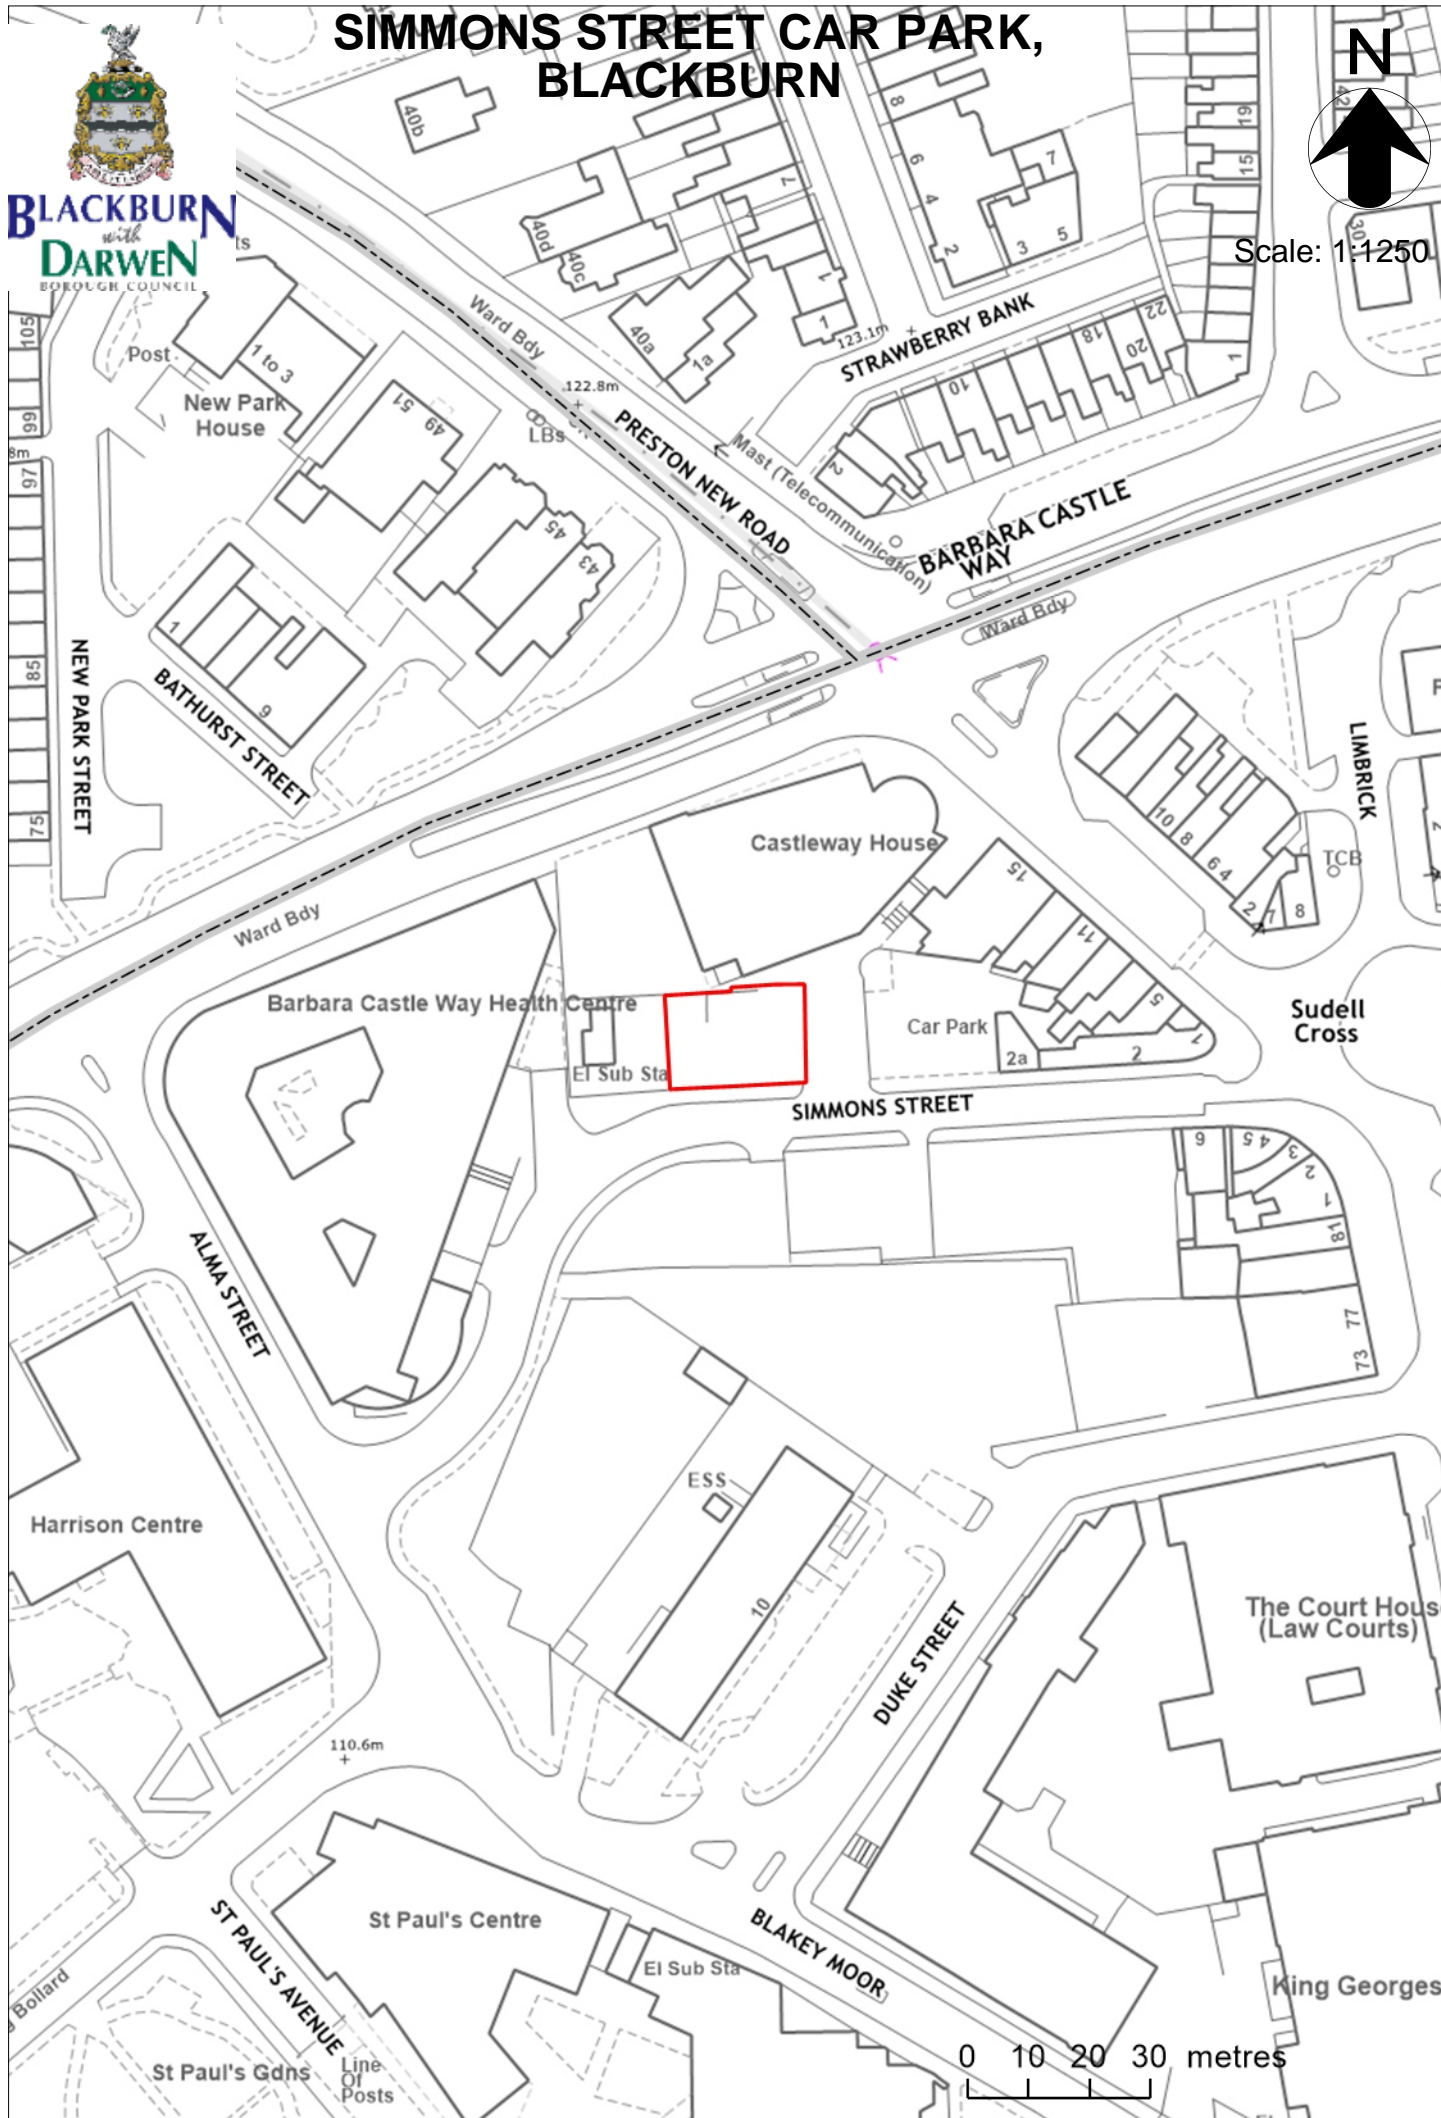 SIMMONS STREET CAR PARK,
BLACKBURN
N
Scale: 1:1250
BLACKBURN
with
DARWEN
BOROUGH COUNCIL
40b
8
6
4
2
7
3
5
19
15
42
30
40d
40c
7
1
1
40a
1a
123.1m
STRAWBERRY BANK
22
20
18
10
2
1
Ward Bdy
122.8m
LBs
PRESTON NEW ROAD
Mast (Telecommunication)
BARBARA CASTLE
WAY
Ward Bdy
105
99
97
85
75
Post
1 to 3
New Park
House
51
49
45
43
1
9
NEW PARK STREET
BATHURST STREET
LIMBRICK
10
8
6 4
2
7
8
TCB
Castleway House
15
11
5
1
Ward Bdy
Barbara Castle Way Health Centre
El Sub Sta
Car Park
2a
2
Sudell
Cross
SIMMONS STREET
6
5 4
3
2
1
81
77
73
ALMA STREET
Harrison Centre
ESS
10
DUKE STREET
The Court Hous
(Law Courts)
110.6m
St Paul's Centre
ST PAUL'S AVENUE
BLAKEY MOOR
El Sub Sta
King Georges
Bollard
St Paul's Gdns
Line
Of
Posts
0 10 20 30 metres